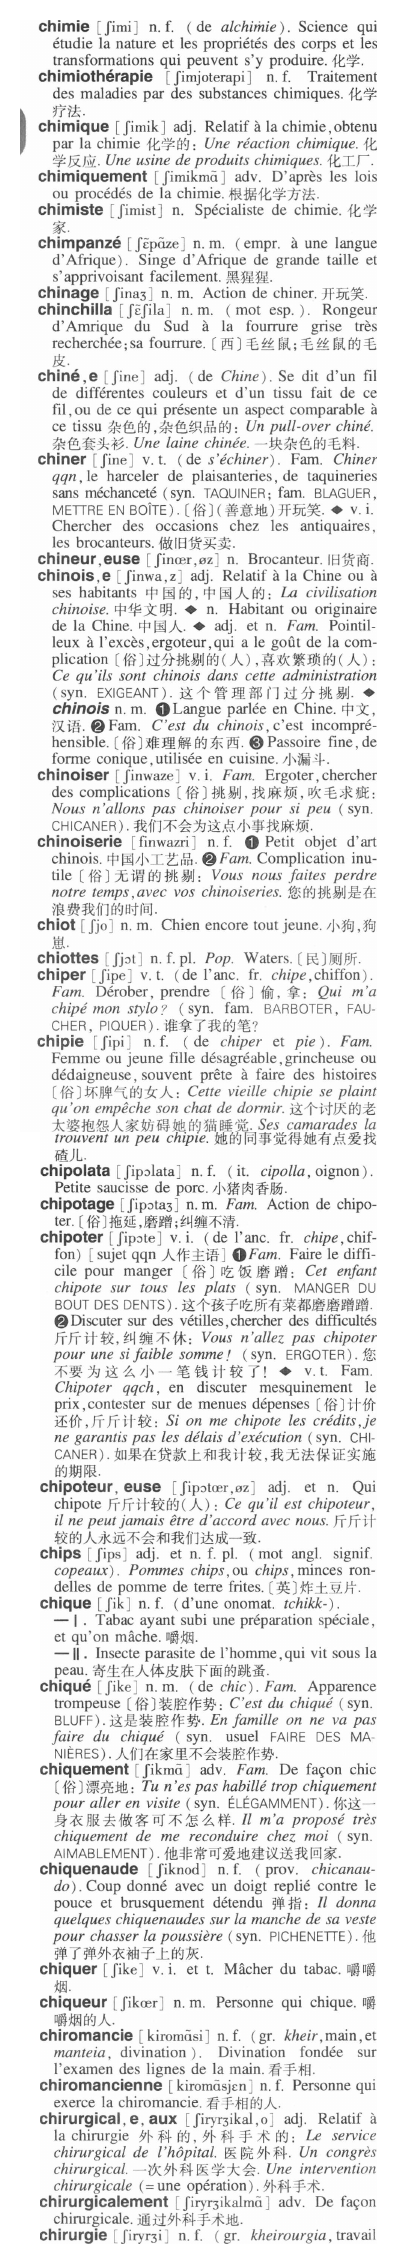 chimie [ʃimi] n. f. (de alchimie). Science qui
étudie la nature et les propriétés des corps et les
transformations qui peuvent s'y produire. 化学.
chimiothérapie [ʃimjoterapi] n. f. Traitement
des maladies par des substances chimiques. 化学
疗法.
chimique [ʃimik] adj. Relatif à la chimie, obtenu
par la chimie 化学的: Une réaction chimique. 化
学反应. Une usine de produits chimiques. 化工厂.
chimiquement [ʃimikmã] adv. D'après les lois
ou procédés de la chimie. 根据化学方法.
chimiste [ʃimist] n. Spécialiste de chimie. 化学
家.
chimpanzé [ʃɛ̃pãze] n. m. (empr. à une langue
d'Afrique). Singe d'Afrique de grande taille et
s'apprivoisant facilement. 黑猩猩.
chinage [ʃinaʒ] n. m. Action de chiner. 开玩笑.
chinchilla [ʃɛ̃ʃila] n. m. (mot esp.). Rongeur
d'Amrique du Sud à la fourrure grise très
recherchée; sa fourrure. [西]毛丝鼠;毛丝鼠的毛
皮.
chiné, e [ʃine] adj. (de Chine). Se dit d'un fil
de différentes couleurs et d'un tissu fait de ce
fil, ou de ce qui présente un aspect comparable à
ce tissu 杂色的,杂色织品的: Un pull-over chiné.
杂色套头衫. Une laine chinée. 一块杂色的毛料.
chiner [ʃine] v. t. (de s'échiner). Fam. Chiner
qqn, le harceler de plaisanteries, de taquineries
sans méchanceté (syn. TAQUINER; fam. BLAGUER,
METTRE EN BOÎTE). [俗](善意地)开玩笑. ◆ v. i.
Chercher des occasions chez les antiquaires,
les brocanteurs. 做旧货买卖.
chineur, euse [ʃinœr, øz] n. Brocanteur. 旧货商.
chinois, e [ʃinwa, z] adj. Relatif à la Chine ou à
ses habitants 中国的,中国人的: La civilisation
chinoise. 中华文明. ◆ n. Habitant ou originaire
de la Chine. 中国人. ◆ adj. et n. Fam. Pointil-
leux à l'excès, ergoteur, qui a le goût de la com-
plication [俗]过分挑剔的(人),喜欢繁琐的(人):
Ce qu'ils sont chinois dans cette administration
(syn. EXIGEANT). 这个管理部门过分挑剔. ◆
chinois n. m. ❶ Langue parlée en Chine. 中文,
汉语. ❷ Fam. C'est du chinois, c'est incompré-
hensible. [俗]难理解的东西. ❸ Passoire fine, de
forme conique, utilisée en cuisine. 小漏斗.
chinoiser [ʃinwaze] v. i. Fam. Ergoter, chercher
des complications [俗]挑剔,找麻烦,吹毛求疵:
Nous n'allons pas chinoiser pour si peu (syn.
CHICANER). 我们不会为这点小事找麻烦.
chinoiserie [finwazri] n. f. ❶ Petit objet d'art
chinois. 中国小工艺品. ❷ Fam. Complication inu-
tile [俗]无谓的挑剔: Vous nous faites perdre
notre temps, avec vos chinoiseries. 您的挑剔是在
浪费我们的时间.
chiot [ʃjo] n. m. Chien encore tout jeune. 小狗,狗
崽.
chiottes [ʃjɔt] n. f. pl. Pop. Waters. [民]厕所.
chiper [ʃipe] v. t. (de l'anc. fr. chipe, chiffon).
Fam. Dérober, prendre [俗]偷,拿: Qui m'a
chipé mon stylo? (syn. fam. BARBOTER, FAU-
CHER, PIQUER). 谁拿了我的笔?
chipie [ʃipi] n. f. (de chiper et pie). Fam.
Femme ou jeune fille désagréable, grincheuse ou
dédaigneuse, souvent prête à faire des histoires
[俗]坏脾气的女人: Cette vieille chipie se plaint
qu'on empêche son chat de dormir. 这个讨厌的老
太婆抱怨人家妨碍她的猫睡觉. Ses camarades la
trouvent un peu chipie. 她的同事觉得她有点爱找
碴儿.
chipolata [ʃipɔlata] n. f. (it. cipolla, oignon).
Petite saucisse de porc. 小猪肉香肠.
chipotage [ʃipɔtaʒ] n. m. Fam. Action de chipo-
ter. [俗]拖延,磨蹭;纠缠不清.
chipoter [ʃipɔte] v. i. (de l'anc. fr. chipe, chif-
fon) [sujet qqn 人作主语] ❶ Fam. Faire le diffi-
cile pour manger [俗]吃饭磨蹭: Cet enfant
chipote sur tous les plats (syn. MANGER DU
BOUT DES DENTS). 这个孩子吃所有菜都磨磨蹭蹭.
❷ Discuter sur des vétilles, chercher des difficultés
斤斤计较,纠缠不休: Vous n'allez pas chipoter
pour une si faible somme! (syn. ERGOTER). 您
不要为这么小一笔钱计较了! ◆ v. t. Fam.
Chipoter qqch, en discuter mesquinement le
prix, contester sur de menues dépenses [俗]计价
还价,斤斤计较: Si on me chipote les crédits, je
ne garantis pas les délais d'exécution (syn. CHI-
CANER). 如果在贷款上和我计较,我无法保证实施
的期限.
chipoteur, euse [ʃipɔtœr, øz] adj. et n. Qui
chipote 斤斤计较的(人): Ce qu'il est chipoteur,
il ne peut jamais être d'accord avec nous. 斤斤计
较的人永远不会和我们达成一致.
chips [ʃips] adj. et n. f. pl. (mot angl. signif.
copeaux). Pommes chips, ou chips, minces ron-
delles de pomme de terre frites. [英]炸土豆片.
chique [ʃik] n. f. (d'une onomat. tchikk-).
— I. Tabac ayant subi une préparation spéciale,
et qu'on mâche. 嚼烟.
— II. Insecte parasite de l'homme, qui vit sous la
peau. 寄生在人体皮肤下面的跳蚤.
chiqué [ʃike] n. m. (de chic). Fam. Apparence
trompeuse [俗]装腔作势: C'est du chiqué (syn.
BLUFF). 这是装腔作势. En famille on ne va pas
faire du chiqué (syn. usuel FAIRE DES MA-
NIÈRES). 人们在家里不会装腔作势.
chiquement [ʃikmã] adv. Fam. De façon chic
[俗]漂亮地: Tu n'es pas habillé trop chiquement
pour aller en visite (syn. ÉLÉGAMMENT). 你这一
身衣服去做客可不怎么样. Il m'a proposé très
chiquement de me reconduire chez moi (syn.
AIMABLEMENT). 他非常可爱地建议送我回家.
chiquenaude [ʃiknod] n. f. (prov. chicanau-
do). Coup donné avec un doigt replié contre le
pouce et brusquement détendu 弹指: Il donna
quelques chiquenaudes sur la manche de sa veste
pour chasser la poussière (syn. PICHENETTE). 他
弹了弹外衣袖子上的灰.
chiquer [ʃike] v. i. et t. Mâcher du tabac. 嚼嚼
烟.
chiqueur [ʃikœr] n. m. Personne qui chique. 嚼
嚼烟的人.
chiromancie [kiromãsi] n. f. (gr. kheir, main, et
manteia, divination). Divination fondée sur
l'examen des lignes de la main. 看手相.
chiromancienne [kiromãsjɛn] n. f. Personne qui
exerce la chiromancie. 看手相的人.
chirurgical, e, aux [ʃiryrʒikal, o] adj. Relatif à
la chirurgie 外科的,外科手术的: Le service
chirurgical de l'hôpital. 医院外科. Un congrès
chirurgical. 一次外科医学大会. Une intervention
chirurgicale (= une opération). 外科手术.
chirurgicalement [ʃiryrʒikalmã] adv. De façon
chirurgicale. 通过外科手术地.
chirurgie [ʃiryrʒi] n. f. (gr. kheirourgia, travail